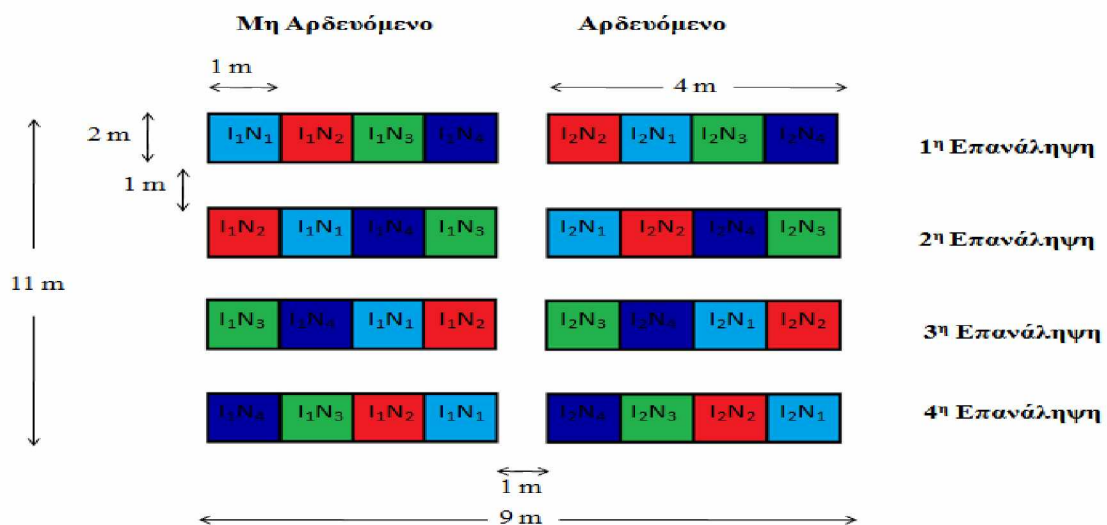 Μη Αρδευόμενο Αρδευόμενο
1 m 4 m
2 m I₁N₁ I₁N₂ I₁N₃ I₁N₄ I₂N₂ I₂N₁ I₂N₃ I₂N₄ 1η Επανάληψη
1 m
I₁N₂ I₁N₁ I₁N₄ I₁N₃ I₂N₁ I₂N₂ I₂N₄ I₂N₃ 2η Επανάληψη
11 m
I₁N₃ I₁N₄ I₁N₁ I₁N₂ I₂N₃ I₂N₄ I₂N₁ I₂N₂ 3η Επανάληψη
I₁N₄ I₁N₃ I₁N₂ I₁N₁ I₂N₄ I₂N₃ I₂N₂ I₂N₁ 4η Επανάληψη
1 m
9 m